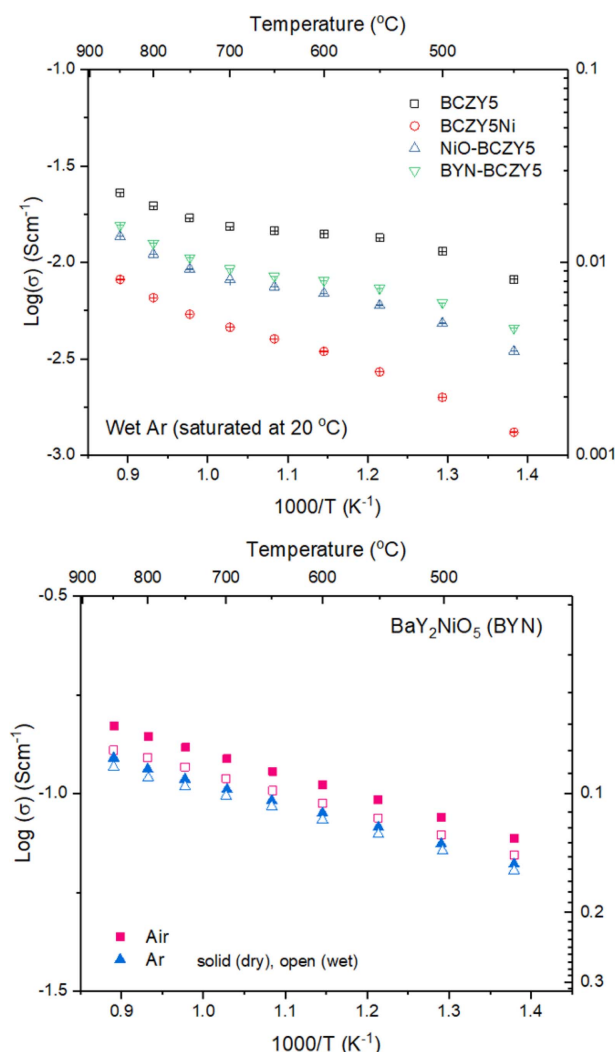 Temperature (°C)
900 800 700 600 500
-1.0
-1.5
-2.0
-2.5
-3.0
Log(σ) (Scm⁻¹)
BCZY5
BCZY5Ni
NiO-BCZY5
BYN-BCZY5
0.1
0.01
0.001
Wet Ar (saturated at 20 °C)
0.9 1.0 1.1 1.2 1.3 1.4
1000/T (K⁻¹)
Temperature (°C)
900 800 700 600 500
-0.5
-1.0
-1.5
Log (σ) (Scm⁻¹)
BaY₂NiO₅ (BYN)
0.1
0.2
0.3
Air
Ar solid (dry), open (wet)
0.9 1.0 1.1 1.2 1.3 1.4
1000/T (K⁻¹)